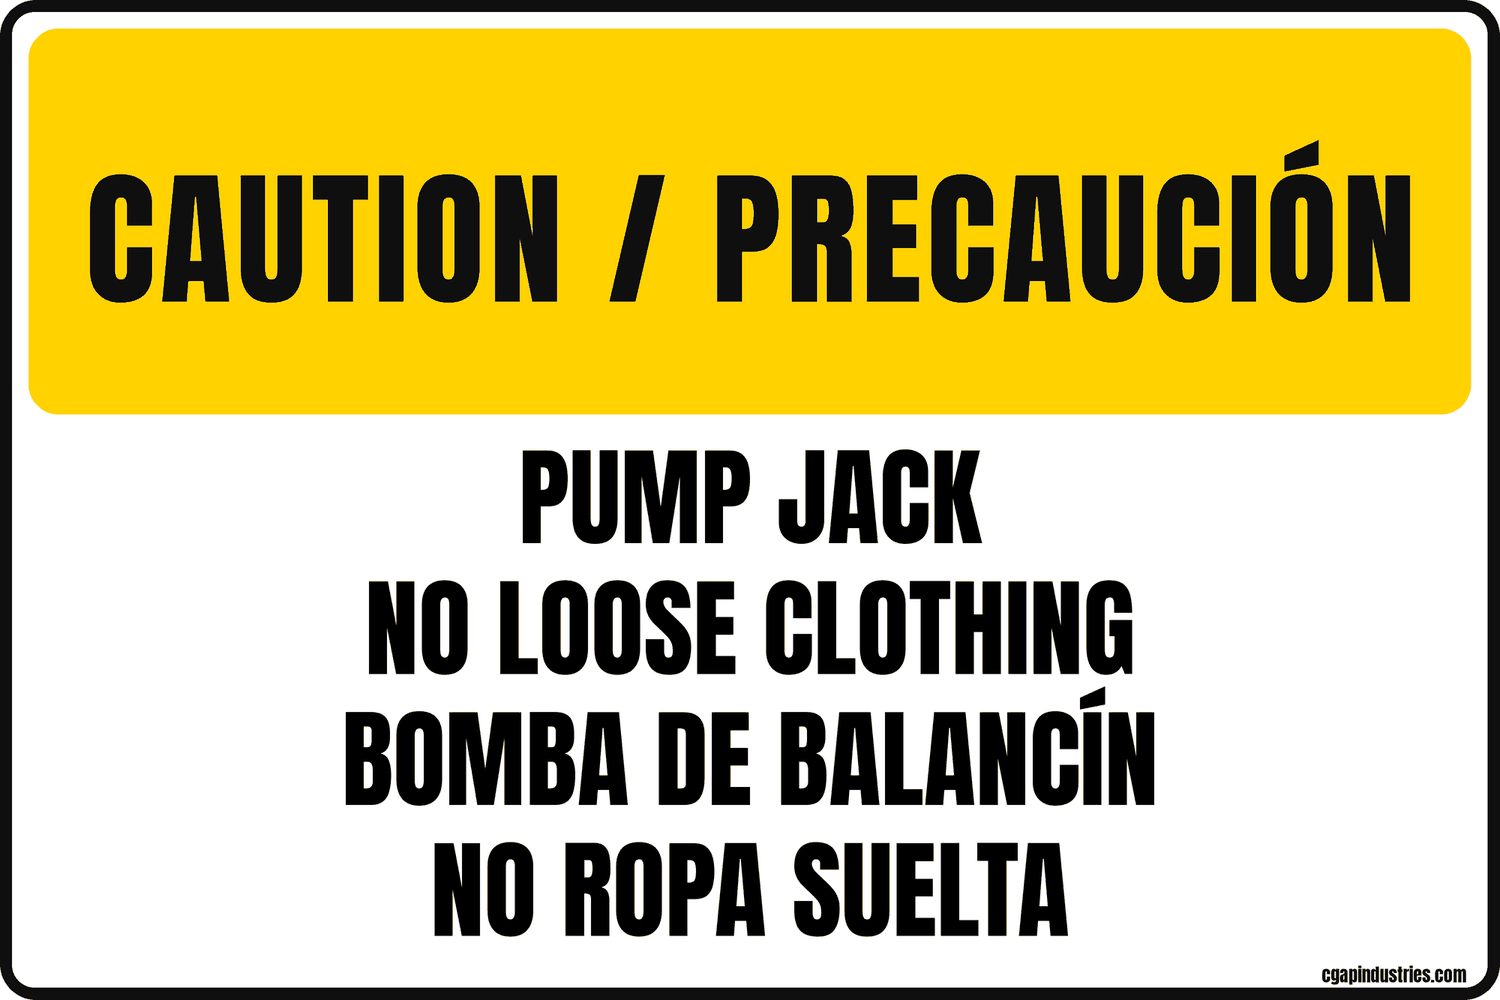 CAUTION / PRECAUCIÓN
PUMP JACK
NO LOOSE CLOTHING
BOMBA DE BALANCÍN
NO ROPA SUELTA
cgapindustries.com